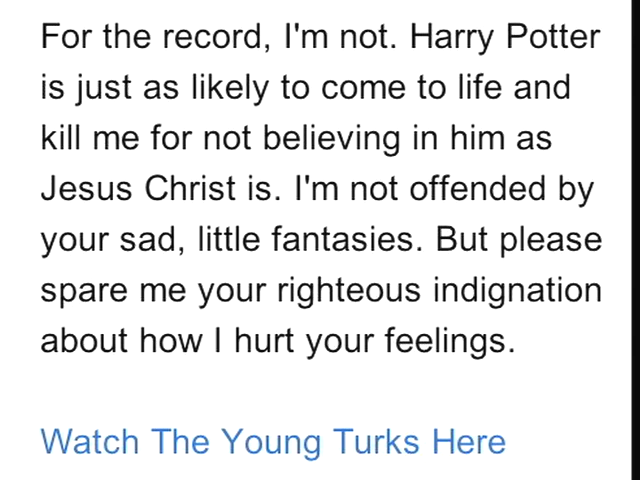 For the record, I'm not. Harry Potter
is just as likely to come to life and
kill me for not believing in him as
Jesus Christ is. I'm not offended by
your sad, little fantasies. But please
spare me your righteous indignation
about how I hurt your feelings.
Watch The Young Turks Here